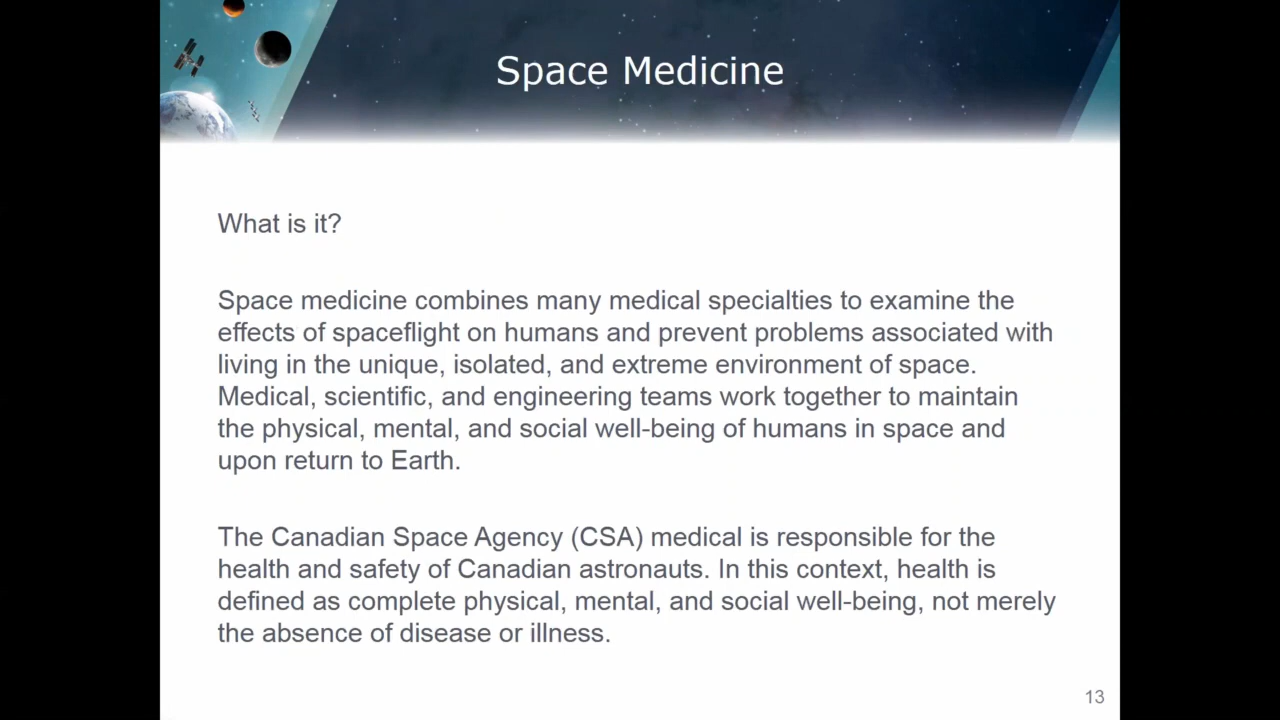 Space Medicine
What is it?
Space medicine combines many medical specialties to examine the
effects of spaceflight on humans and prevent problems associated with
living in the unique, isolated, and extreme environment of space.
Medical, scientific, and engineering teams work together to maintain
the physical, mental, and social well-being of humans in space and
upon return to Earth.
The Canadian Space Agency (CSA) medical is responsible for the
health and safety of Canadian astronauts. In this context, health is
defined as complete physical, mental, and social well-being, not merely
the absence of disease or illness.
13